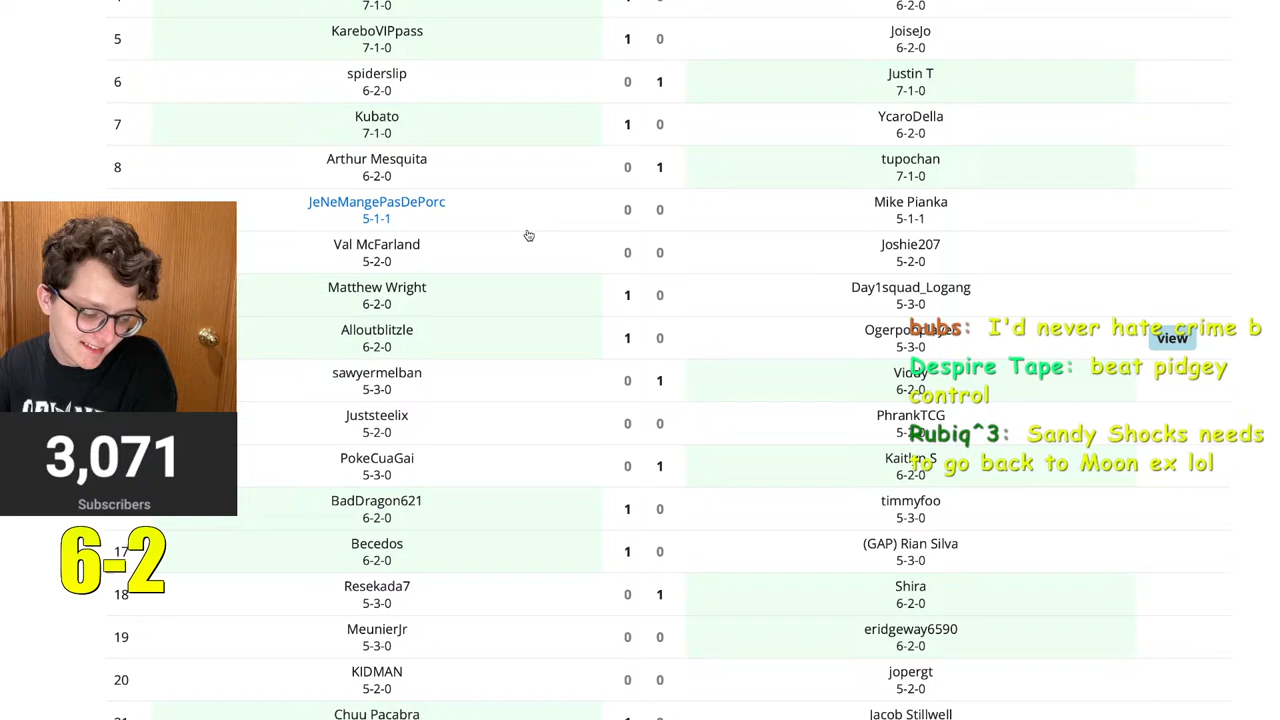 7-1-0 6-2-0
5 KareboVIPpass 1 0 JoiseJo
7-1-0 6-2-0
6 spiderslip 0 1 Justin T
6-2-0 7-1-0
7 Kubato 1 0 YcaroDella
7-1-0 6-2-0
8 Arthur Mesquita 0 1 tupochan
6-2-0 7-1-0
JeNeMangePasDePorc 0 0 Mike Pianka
5-1-1 5-1-1
Val McFarland 0 0 Joshie207
5-2-0 5-2-0
Matthew Wright 1 0 Day1squad_Logang
6-2-0 5-3-0
Alloutblitzle 1 0
6-2-0 5-3-0
view
sawyermelban 0 1
5-3-0 6-2-0
Juststeelix 0 0 PhrankTCG
5-2-0
PokeCuaGai 0 1
5-3-0 6-2-0
BadDragon621 1 0 timmyfoo
6-2-0 5-3-0
17 Becedos 1 0 (GAP) Rian Silva
6-2-0 5-3-0
18 Resekada7 0 1 Shira
5-3-0 6-2-0
19 MeunierJr 0 0 eridgeway6590
5-3-0 6-2-0
20 KIDMAN 0 0 jopergt
5-2-0 5-2-0
Chuu Pacabra Jacob Stillwell
bubs: I'd never hate crime b
Despire Tape: beat pidgey
control
Rubiq^3: Sandy Shocks needs
to go back to Moon ex lol
3,071
Subscribers
6-2